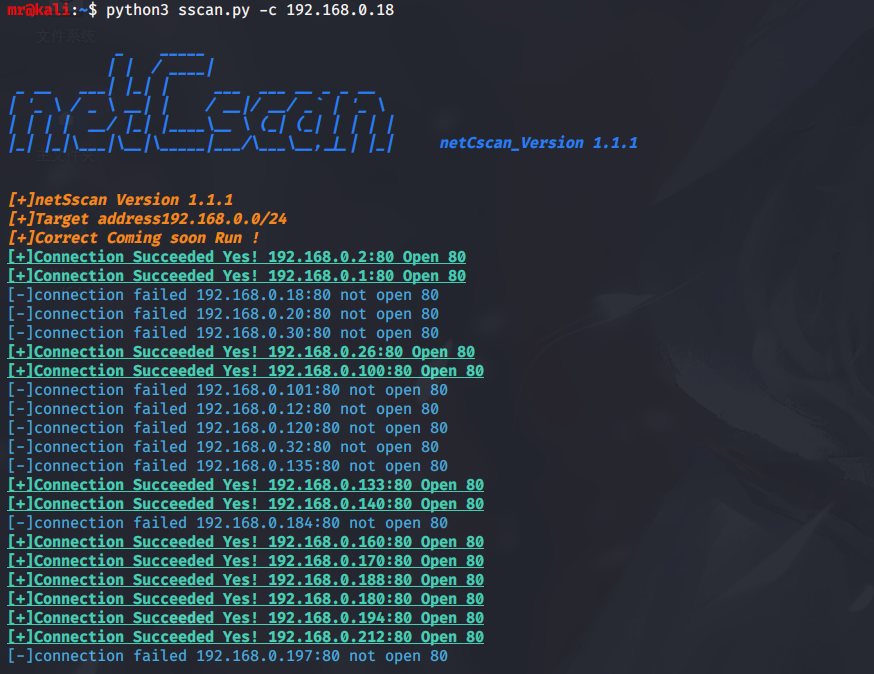 mr@kali:~$ python3 sscan.py -c 192.168.0.18
文件系统
netCscan
netCscan_Version 1.1.1
[+]netSscan Version 1.1.1
[+]Target address192.168.0.0/24
[+]Correct Coming soon Run !
[+]Connection Succeeded Yes! 192.168.0.2:80 Open 80
[+]Connection Succeeded Yes! 192.168.0.1:80 Open 80
[-]connection failed 192.168.0.18:80 not open 80
[-]connection failed 192.168.0.20:80 not open 80
[-]connection failed 192.168.0.30:80 not open 80
[+]Connection Succeeded Yes! 192.168.0.26:80 Open 80
[+]Connection Succeeded Yes! 192.168.0.100:80 Open 80
[-]connection failed 192.168.0.101:80 not open 80
[-]connection failed 192.168.0.12:80 not open 80
[-]connection failed 192.168.0.120:80 not open 80
[-]connection failed 192.168.0.32:80 not open 80
[-]connection failed 192.168.0.135:80 not open 80
[+]Connection Succeeded Yes! 192.168.0.133:80 Open 80
[+]Connection Succeeded Yes! 192.168.0.140:80 Open 80
[-]connection failed 192.168.0.184:80 not open 80
[+]Connection Succeeded Yes! 192.168.0.160:80 Open 80
[+]Connection Succeeded Yes! 192.168.0.170:80 Open 80
[+]Connection Succeeded Yes! 192.168.0.188:80 Open 80
[+]Connection Succeeded Yes! 192.168.0.180:80 Open 80
[+]Connection Succeeded Yes! 192.168.0.194:80 Open 80
[+]Connection Succeeded Yes! 192.168.0.212:80 Open 80
[-]connection failed 192.168.0.197:80 not open 80